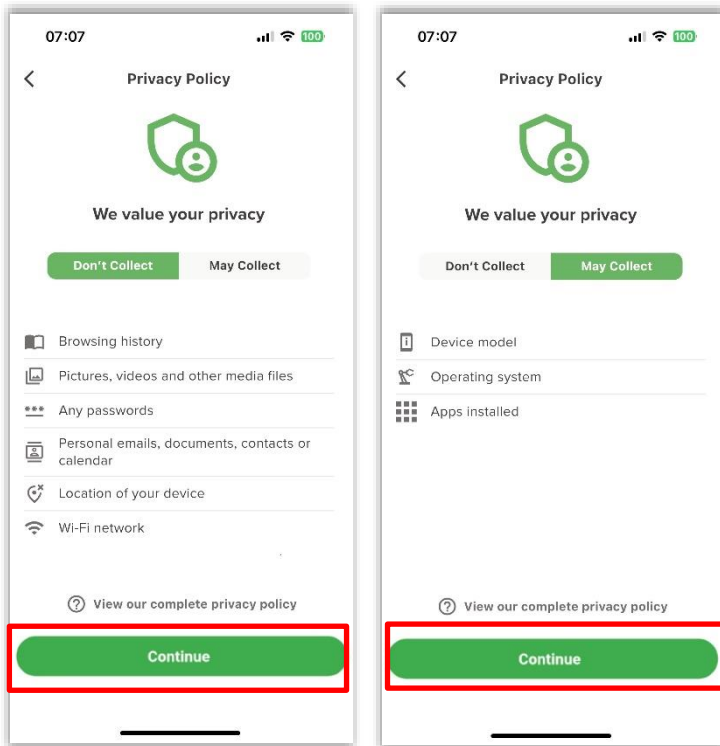 07:07
100
Privacy Policy
We value your privacy
Don't Collect
May Collect
Browsing history
Pictures, videos and other media files
Any passwords
Personal emails, documents, contacts or
calendar
Location of your device
Wi-Fi network
View our complete privacy policy
Continue
07:07
100
Privacy Policy
We value your privacy
Don't Collect
May Collect
Device model
Operating system
Apps installed
View our complete privacy policy
Continue